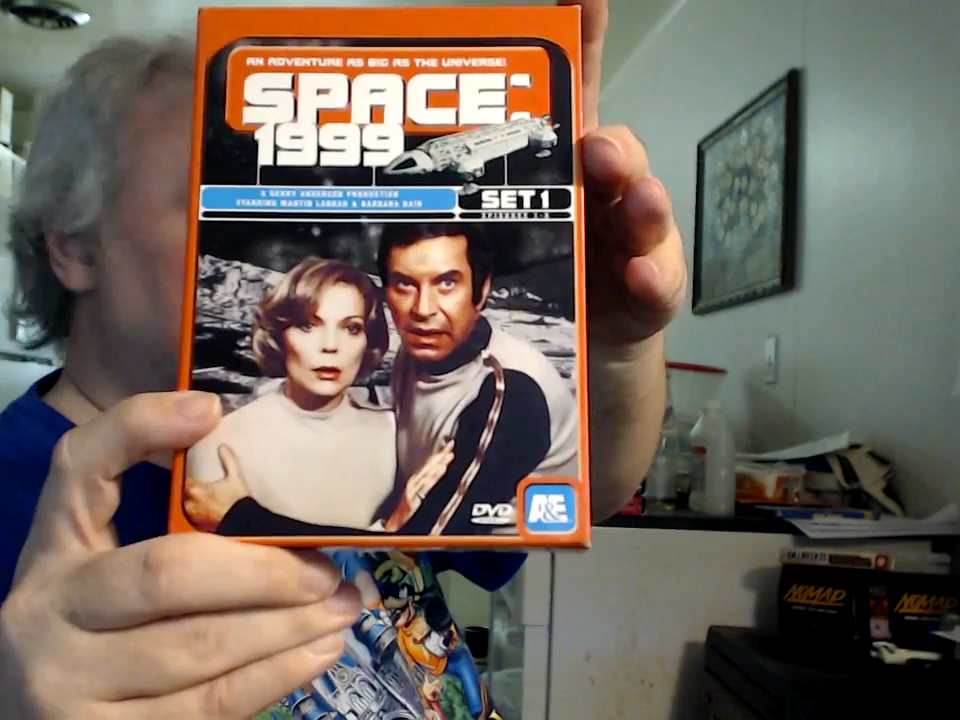 AN ADVENTURE AS BIG AS THE UNIVERSE!
SPACE:
1999
A GERRY ANDERSON PRODUCTION
STARRING MARTIN LANDAU & BARBARA BAIN
SET 1
DVD
A&E
NOMAD
NOMAD